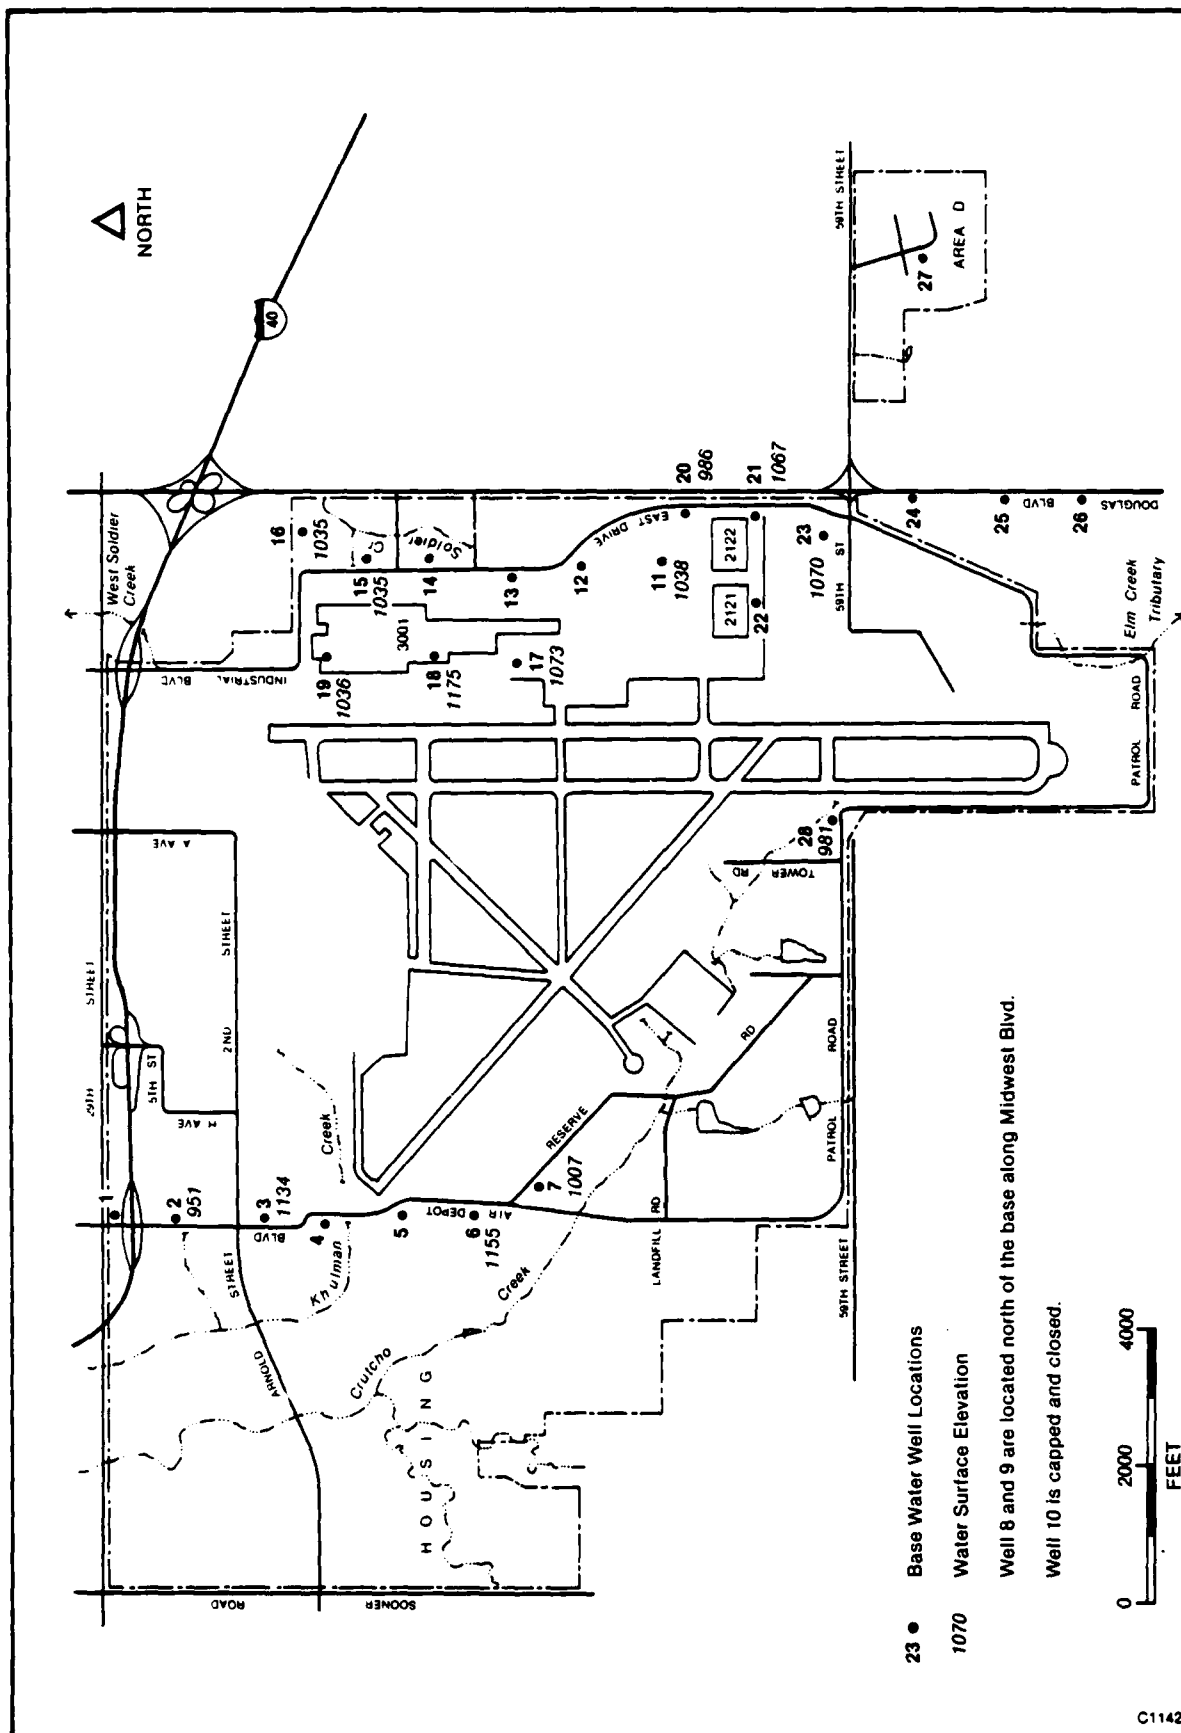 NORTH
40
West Soldier
Creek
29TH
STREET
A AVE
5TH ST
H AVE
2ND
STREET
INDUSTRIAL
BLVD
1
2
951
3
1134
BLVD
4
5
AIR
DEPOT
6
1155
7
1007
RESERVE
RD
LANDFILL RD
Khulman
Creek
Crutcho
Creek
ARNOLD
STREET
HOUSING
SOONER
ROAD
16
1035
15
1035
Soldier
Cr
14
13
12
EAST DRIVE
11
1038
20
986
21
1067
2122
2121
22
23
1070
59TH
ST
3001
19
1036
18
1175
17
1073
24
25
26
DOUGLAS
BLVD
59TH STREET
27
AREA D
Elm Creek
Tributary
PATROL
ROAD
28
981
TOWER
RD
PATROL
ROAD
59TH STREET
23 Base Water Well Locations
1070 Water Surface Elevation
Well 8 and 9 are located north of the base along Midwest Blvd.
Well 10 is capped and closed.
0 2000 4000
FEET
C1142